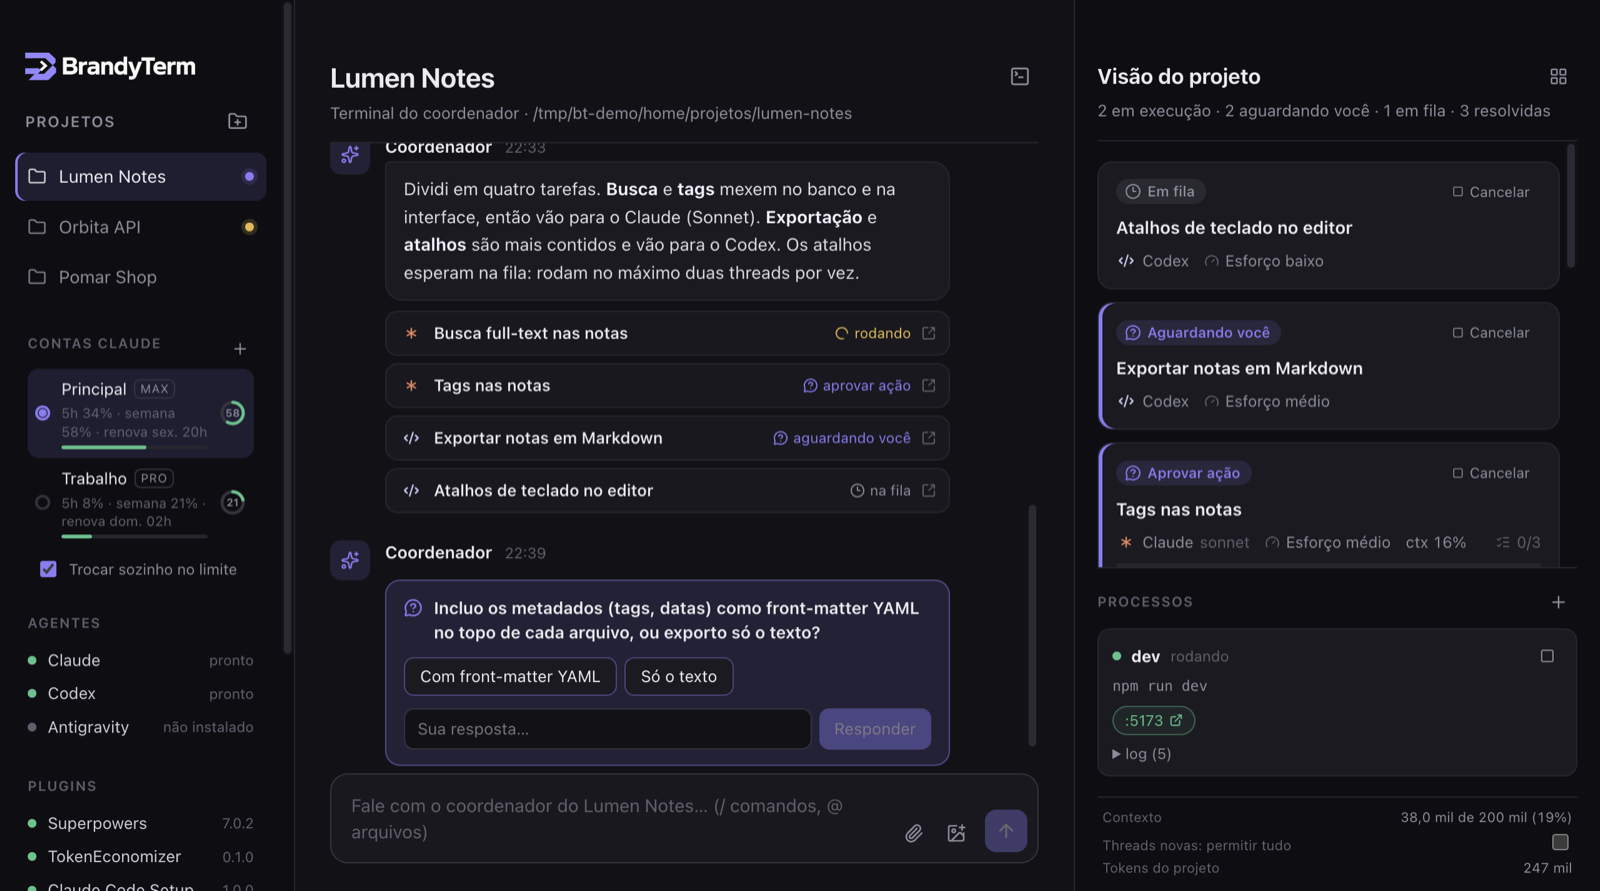 BrandyTerm
PROJETOS
Lumen Notes
Orbita API
Pomar Shop
CONTAS CLAUDE
Principal MAX
5h 34% · semana
58% · renova sex. 20h
58
Trabalho PRO
5h 8% · semana 21% ·
renova dom. 02h
21
Trocar sozinho no limite
AGENTES
Claude pronto
Codex pronto
Antigravity não instalado
PLUGINS
Superpowers 7.0.2
TokenEconomizer 0.1.0
Claude Code Setup 1.0.0
Lumen Notes
Terminal do coordenador · /tmp/bt-demo/home/projetos/lumen-notes
Coordenador 22:33
Dividi em quatro tarefas. Busca e tags mexem no banco e na
interface, então vão para o Claude (Sonnet). Exportação e
atalhos são mais contidos e vão para o Codex. Os atalhos
esperam na fila: rodam no máximo duas threads por vez.
Busca full-text nas notas rodando
Tags nas notas aprovar ação
Exportar notas em Markdown aguardando você
Atalhos de teclado no editor na fila
Coordenador 22:39
Incluo os metadados (tags, datas) como front-matter YAML
no topo de cada arquivo, ou exporto só o texto?
Com front-matter YAML Só o texto
Sua resposta... Responder
Fale com o coordenador do Lumen Notes... (/ comandos, @
arquivos)
Visão do projeto
2 em execução · 2 aguardando você · 1 em fila · 3 resolvidas
Em fila Cancelar
Atalhos de teclado no editor
Codex Esforço baixo
Aguardando você Cancelar
Exportar notas em Markdown
Codex Esforço médio
Aprovar ação Cancelar
Tags nas notas
Claude sonnet Esforço médio ctx 16% 0/3
PROCESSOS
dev rodando
npm run dev
:5173
log (5)
Contexto 38,0 mil de 200 mil (19%)
Threads novas: permitir tudo
Tokens do projeto 247 mil